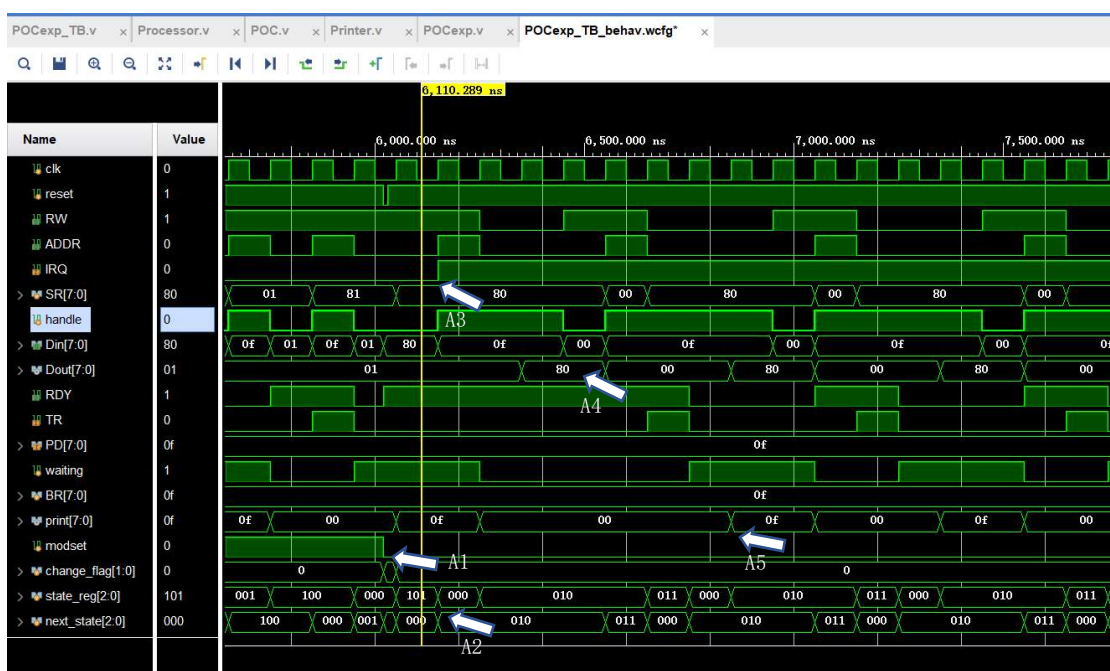 POCexp_TB.v × Processor.v × POC.v × Printer.v × POCexp.v × POCexp_TB_behav.wcfg* ×
6,110.289 ns
Name Value 6,000.000 ns 6,500.000 ns 7,000.000 ns 7,500.000 ns
clk 0
reset 1
RW 1
ADDR 0
IRQ 0
SR[7:0] 80 01 81 80 00 80 00 80 00
A3
handle 0
Din[7:0] 80 0f 01 0f 01 80 0f 00 0f 00 0f 00 0f
Dout[7:0] 01 01 80 00 80 00 80 00
A4
RDY 1
TR 0
PD[7:0] 0f 0f
waiting 1
BR[7:0] 0f 0f
print[7:0] 0f 0f 00 0f 00 0f 00 0f 00
modset 0
A1 A5
change_flag[1:0] 0 0 0
state_reg[2:0] 101 001 100 000 101 000 010 011 000 010 011 000 010 011
next_state[2:0] 000 100 000 001 000 010 011 000 010 011 000 010 011 000
A2